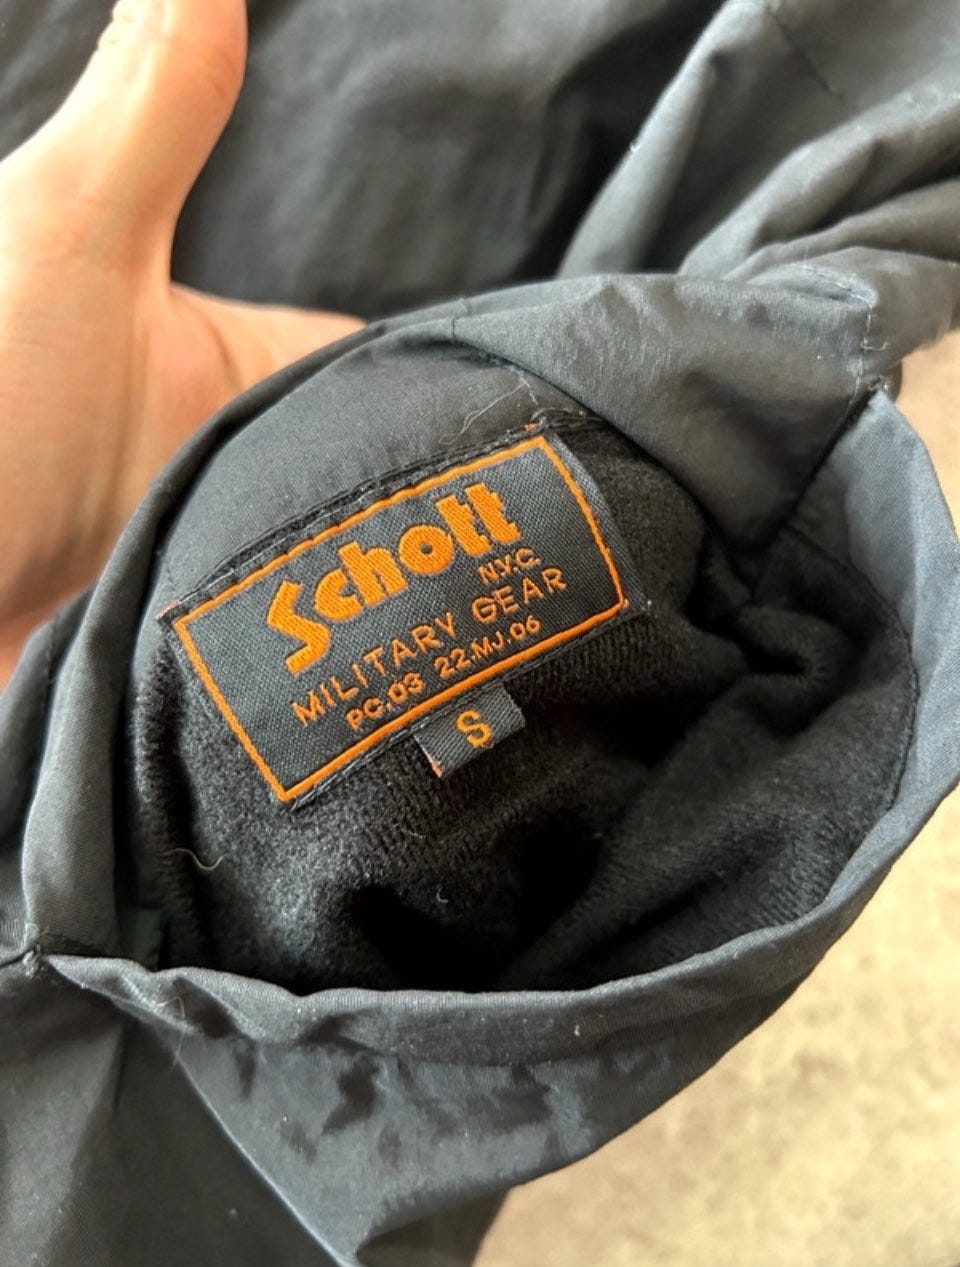 Schott
N.Y.C.
MILITARY GEAR
PC.03 22.MJ.06
S